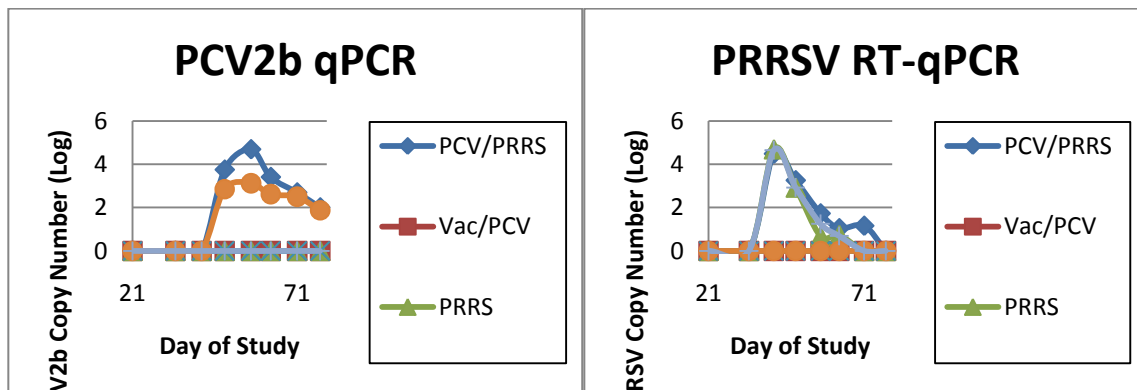 PCV2b qPCR
V2b Copy Number (Log)
6
4
2
0
21
71
Day of Study
PCV/PRRS
Vac/PCV
PRRS
PRRSV RT-qPCR
RSV Copy Number (Log)
6
4
2
0
21
71
Day of Study
PCV/PRRS
Vac/PCV
PRRS